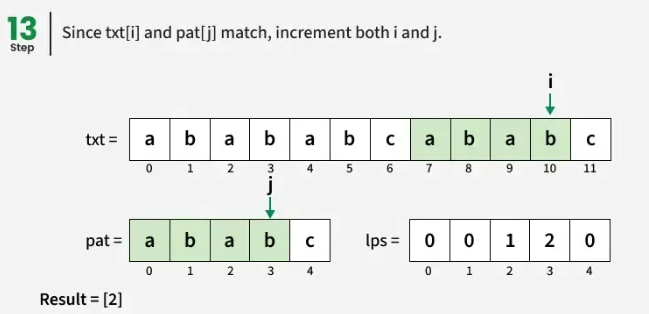 13
Step
Since txt[i] and pat[j] match, increment both i and j.
i
txt = a b a b a b c a b a b c
0 1 2 3 4 5 6 7 8 9 10 11
j
pat = a b a b c lps = 0 0 1 2 0
0 1 2 3 4 0 1 2 3 4
Result = [2]